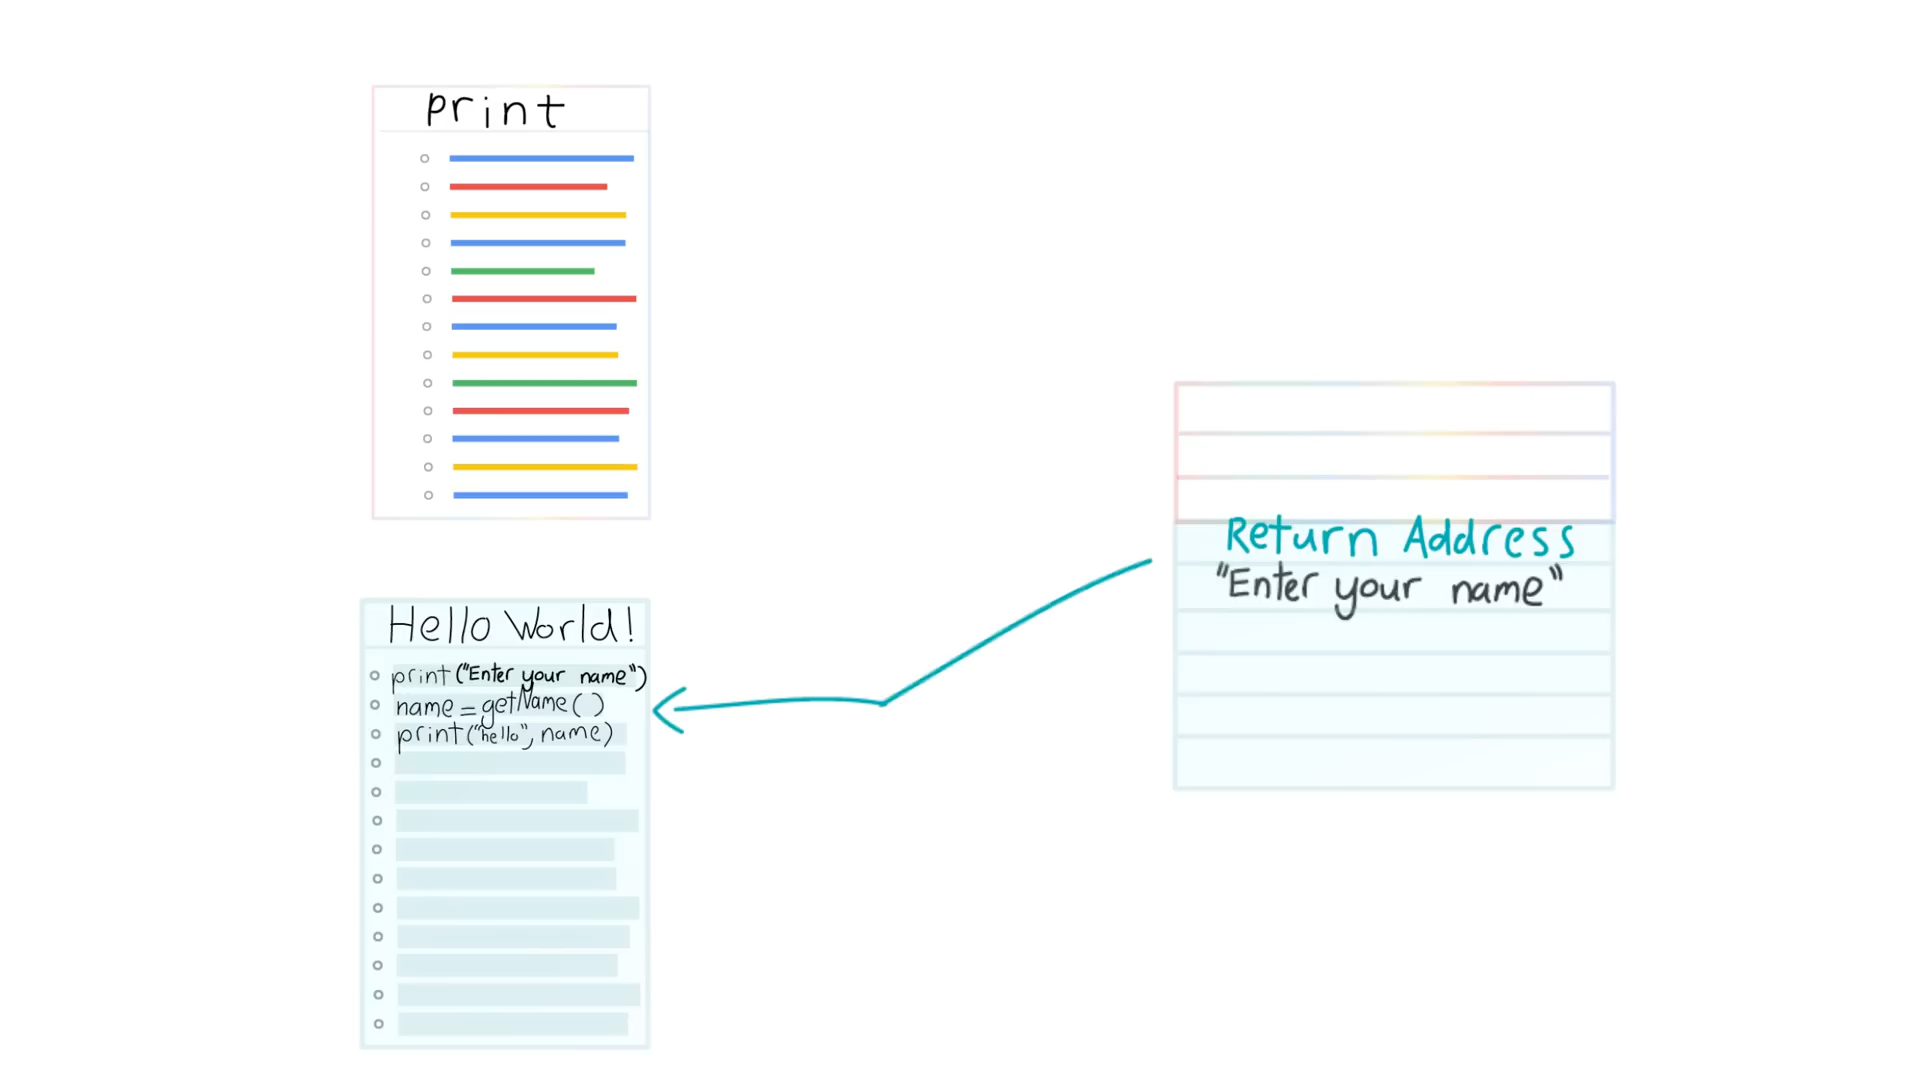 print
Hello World!
print("Enter your name")
name = getName()
print("hello", name)
Return Address
"Enter your name"